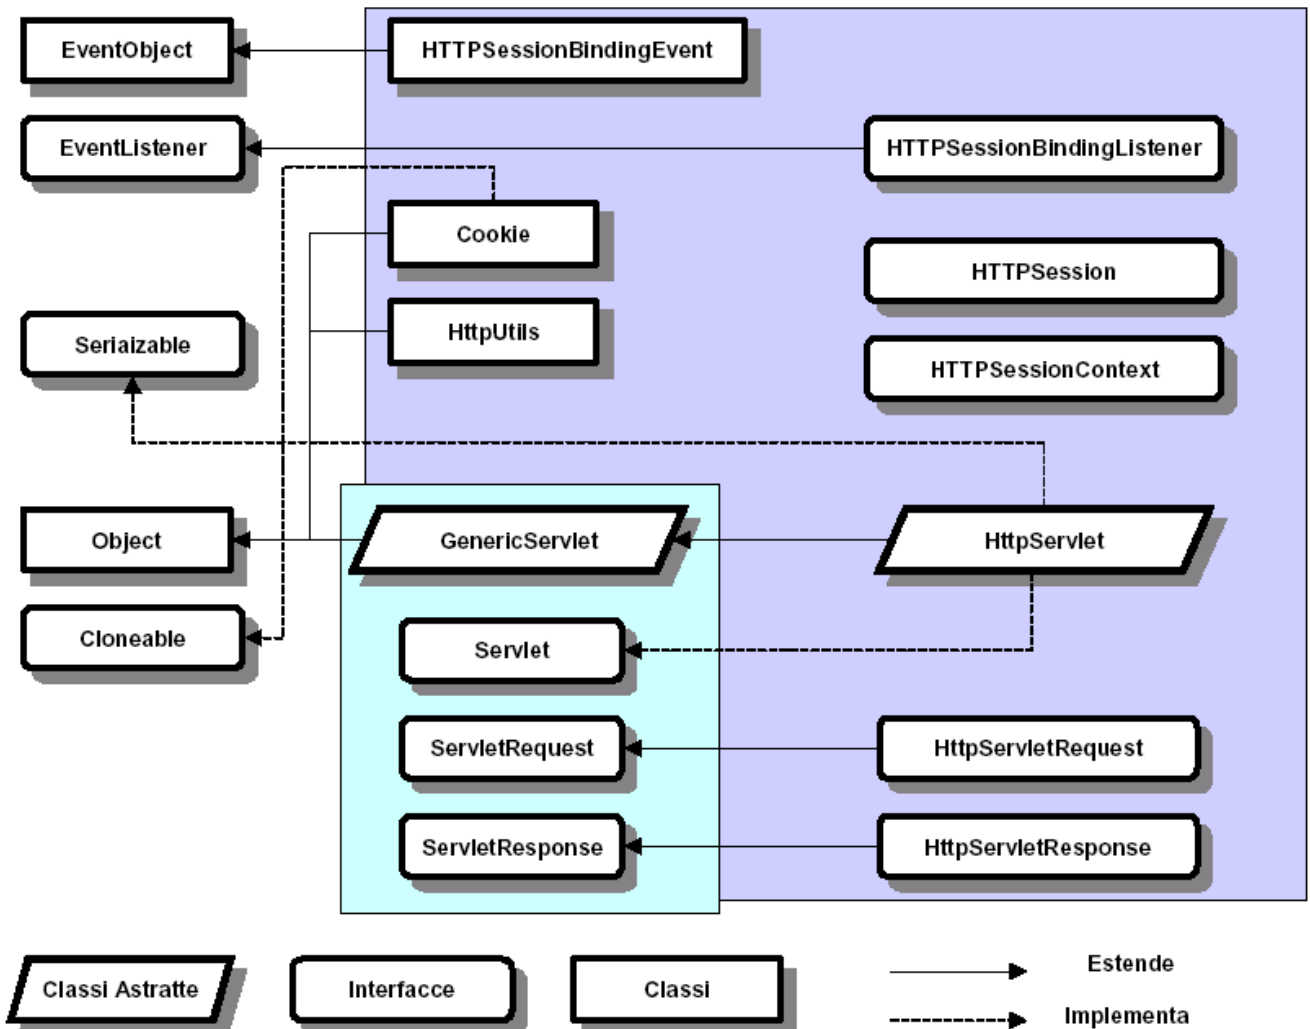 EventObject
HTTPSessionBindingEvent
EventListener
HTTPSessionBindingListener
Cookie
HTTPSession
HttpUtils
Seriaizable
HTTPSessionContext
Object
GenericServlet
HttpServlet
Cloneable
Servlet
ServletRequest
HttpServletRequest
ServletResponse
HttpServletResponse
Classi Astratte
Interfacce
Classi
Estende
Implementa